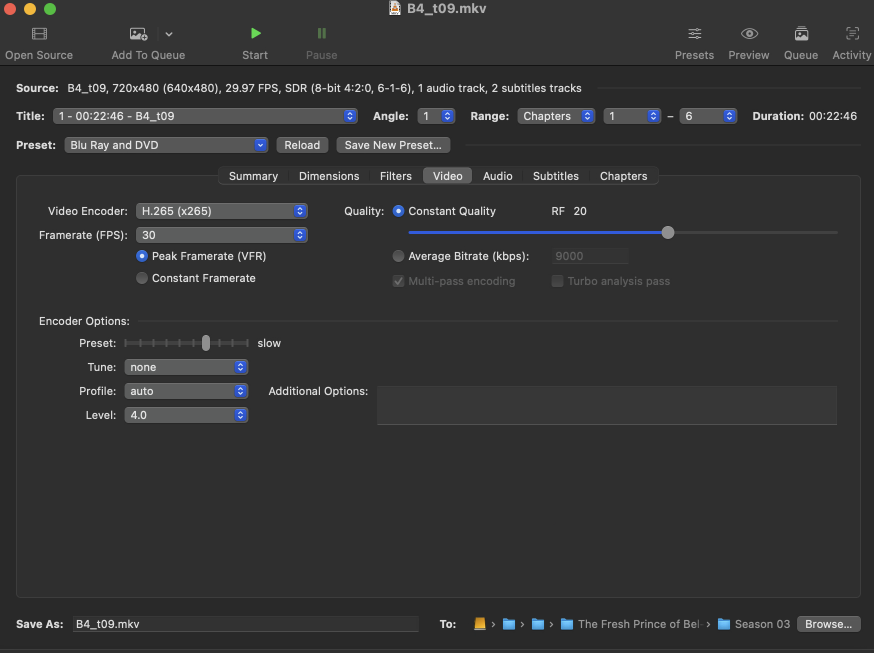 B4_t09.mkv
Open Source Add To Queue Start Pause Presets Preview Queue Activity
Source: B4_t09, 720x480 (640x480), 29.97 FPS, SDR (8-bit 4:2:0, 6-1-6), 1 audio track, 2 subtitles tracks
Title: 1 - 00:22:46 - B4_t09 Angle: 1 Range: Chapters 1 – 6 Duration: 00:22:46
Preset: Blu Ray and DVD Reload Save New Preset...
Summary Dimensions Filters Video Audio Subtitles Chapters
Video Encoder: H.265 (x265) Quality: Constant Quality RF 20
Framerate (FPS): 30
Peak Framerate (VFR) Average Bitrate (kbps): 9000
Constant Framerate Multi-pass encoding Turbo analysis pass
Encoder Options:
Preset: slow
Tune: none
Profile: auto Additional Options:
Level: 4.0
Save As: B4_t09.mkv To: › › › The Fresh Prince of Bel- › Season 03 Browse...